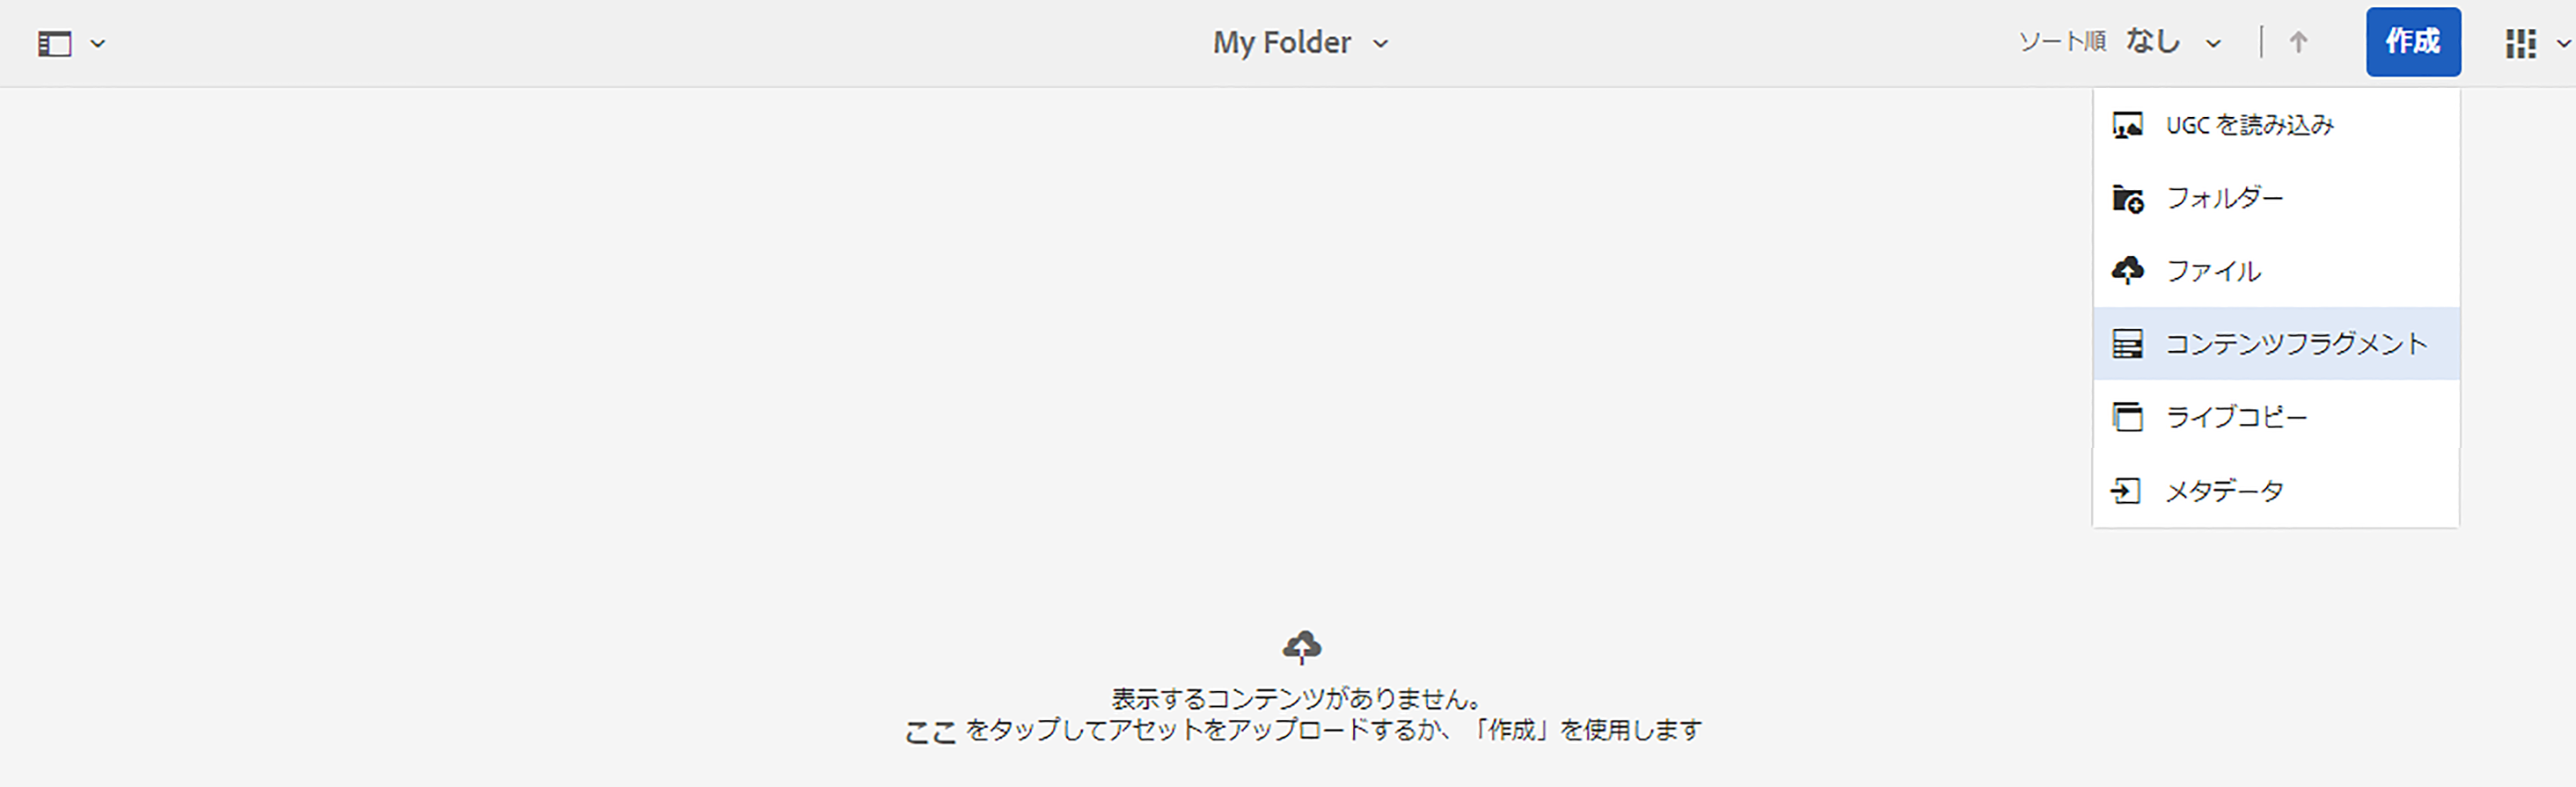 My Folder
ソート順 なし
作成
UGC を読み込み
フォルダー
ファイル
コンテンツフラグメント
ライブコピー
メタデータ
表示するコンテンツがありません。
ここ をタップしてアセットをアップロードするか、「作成」を使用します